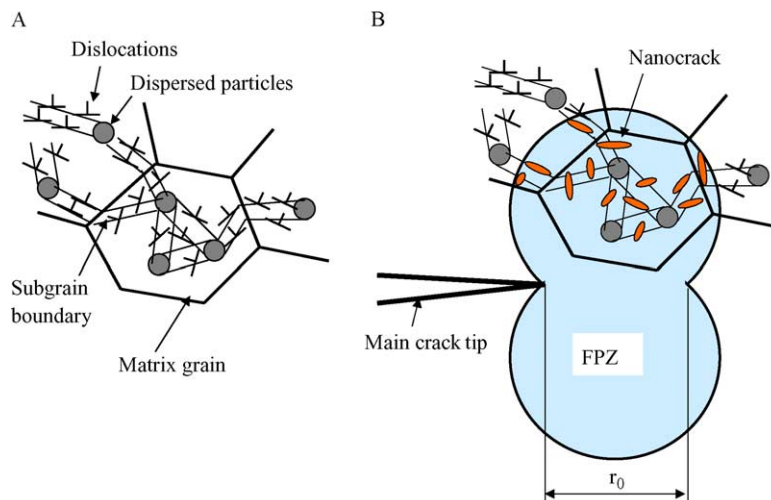 A
Dislocations
Dispersed particles
Subgrain
boundary
Matrix grain
B
Nanocrack
Main crack tip
FPZ
r₀